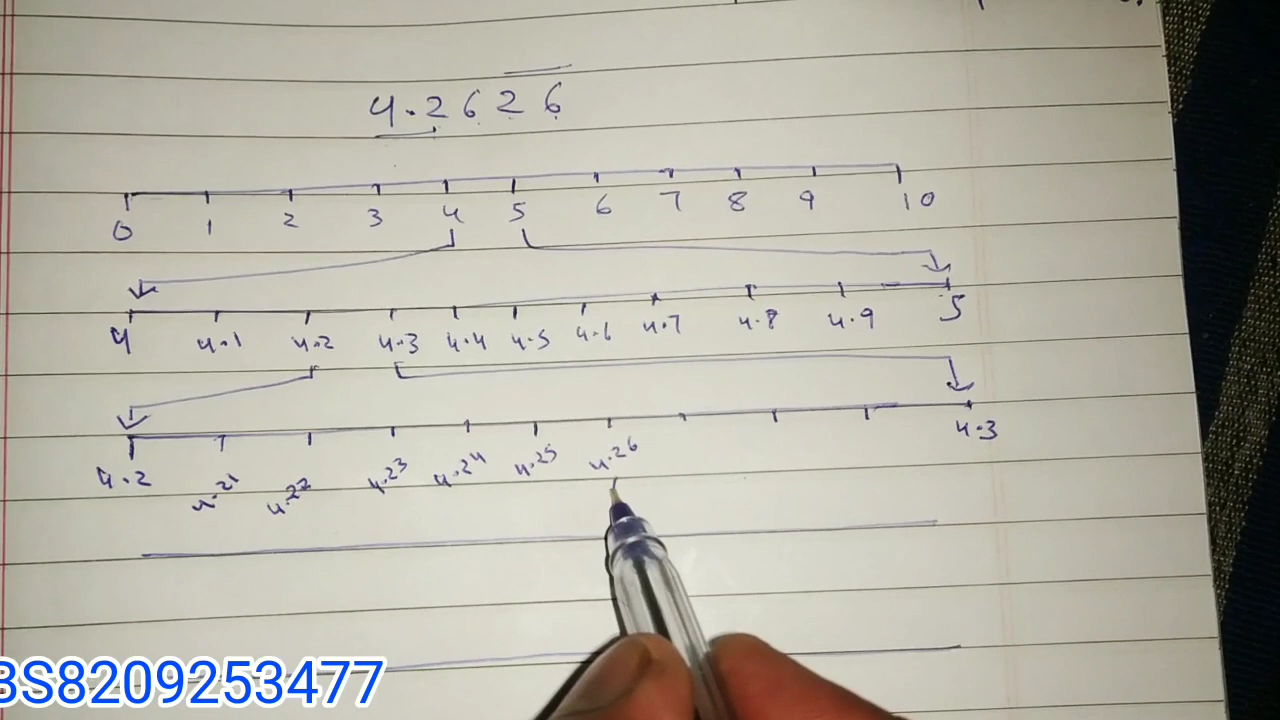 4.2626
0 1 2 3 4 5 6 7 8 9 10
4 4.1 4.2 4.3 4.4 4.5 4.6 4.7 4.8 4.9 5
4.2 4.21 4.22 4.23 4.24 4.25 4.26 4.3
BS8209253477